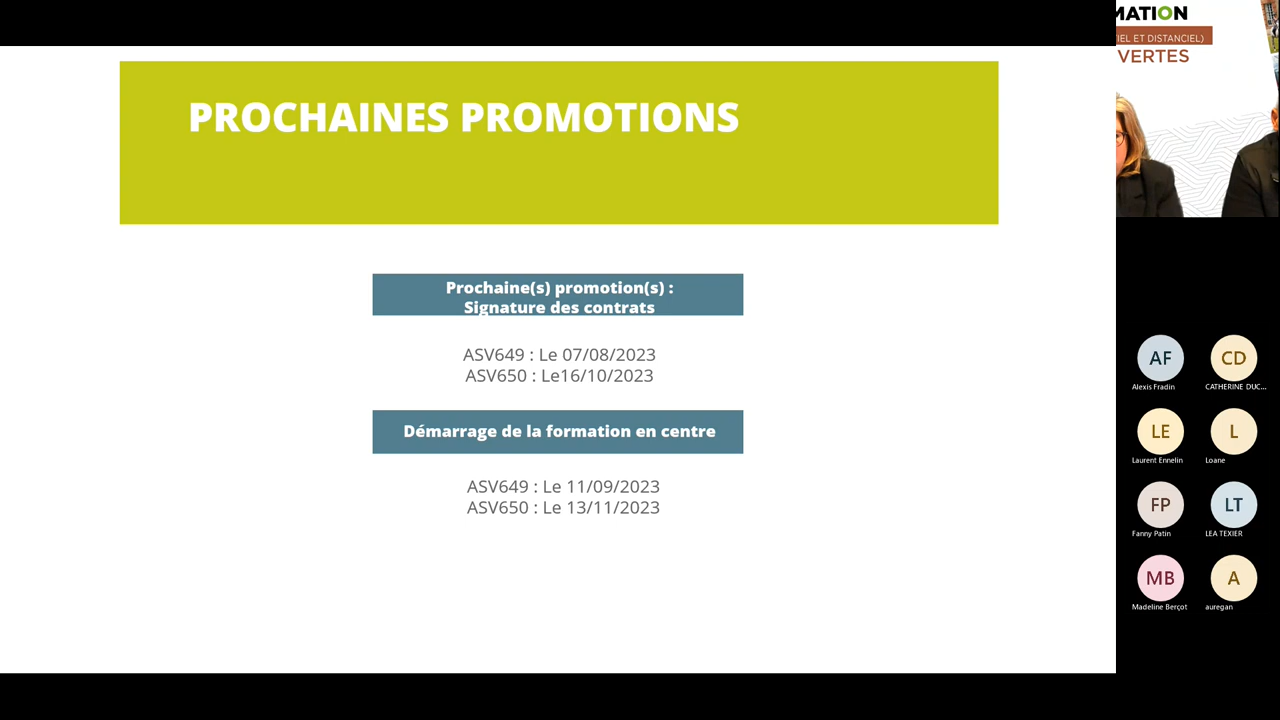 PROCHAINES PROMOTIONS
Prochaine(s) promotion(s) :
Signature des contrats
ASV649 : Le 07/08/2023
ASV650 : Le16/10/2023
Démarrage de la formation en centre
ASV649 : Le 11/09/2023
ASV650 : Le 13/11/2023
MATION
IEL ET DISTANCIEL)
VERTES
AF
Alexis Fradin
CD
CATHERINE DUC...
LE
Laurent Ennelin
L
Loane
FP
Fanny Patin
LT
LEA TEXIER
MB
Madeline Berçot
A
auregan